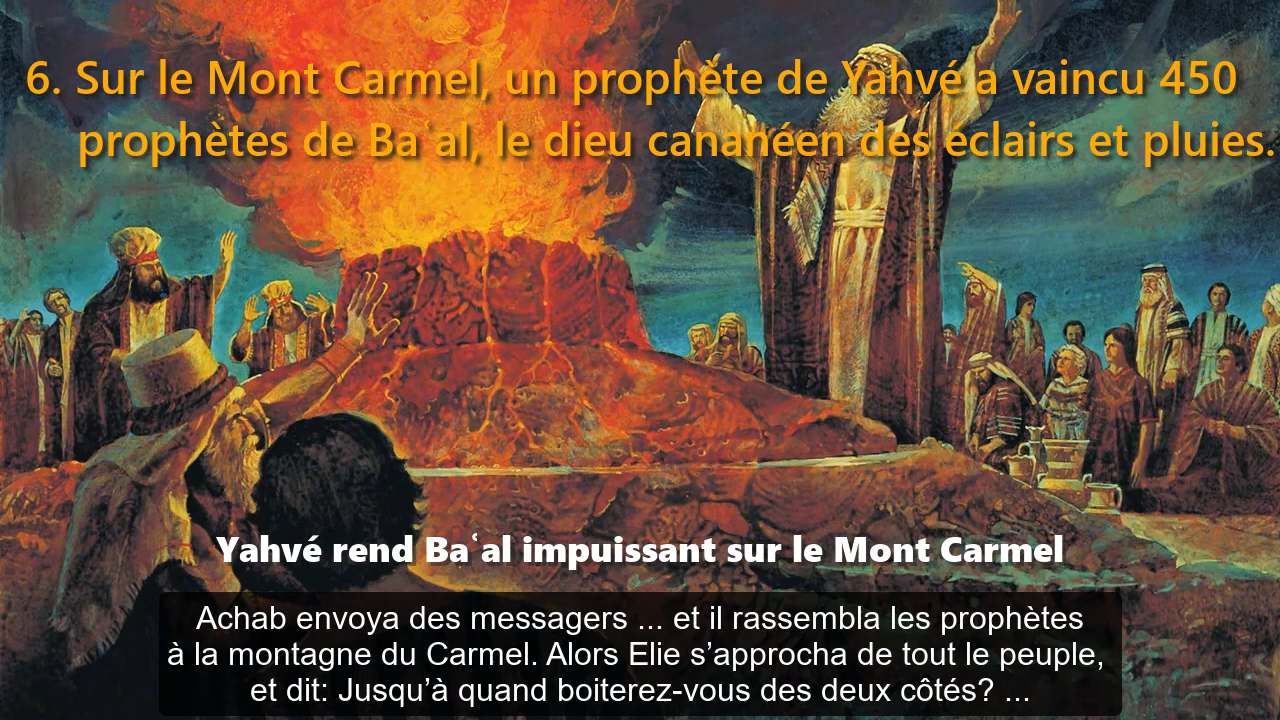 6. Sur le Mont Carmel, un prophète de Yahvé a vaincu 450
prophètes de Baʿal, le dieu cananéen des éclairs et pluies.
Yahvé rend Baʿal impuissant sur le Mont Carmel
Achab envoya des messagers ... et il rassembla les prophètes
à la montagne du Carmel. Alors Elie s’approcha de tout le peuple,
et dit: Jusqu’à quand boiterez-vous des deux côtés? ...